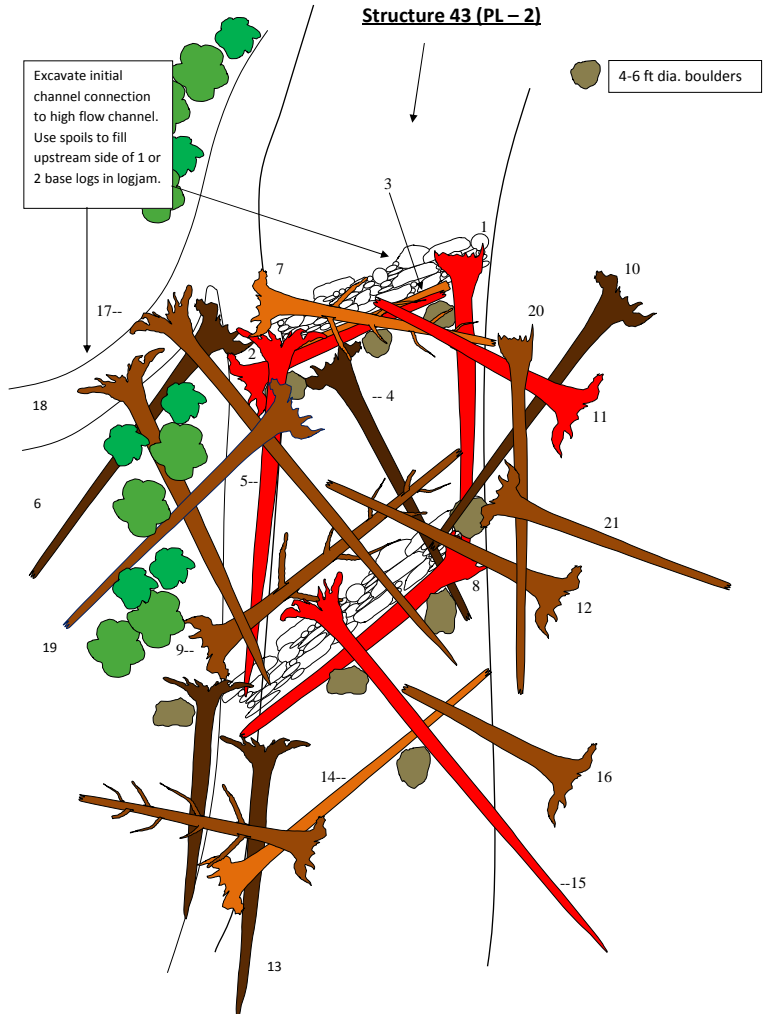 Structure 43 (PL – 2)
Excavate initial
channel connection
to high flow channel.
Use spoils to fill
upstream side of 1 or
2 base logs in logjam.
4-6 ft dia. boulders
3
1
7
10
17--
20
2
-- 4
11
18
5--
6
21
8
12
19
9--
14--
16
--15
13